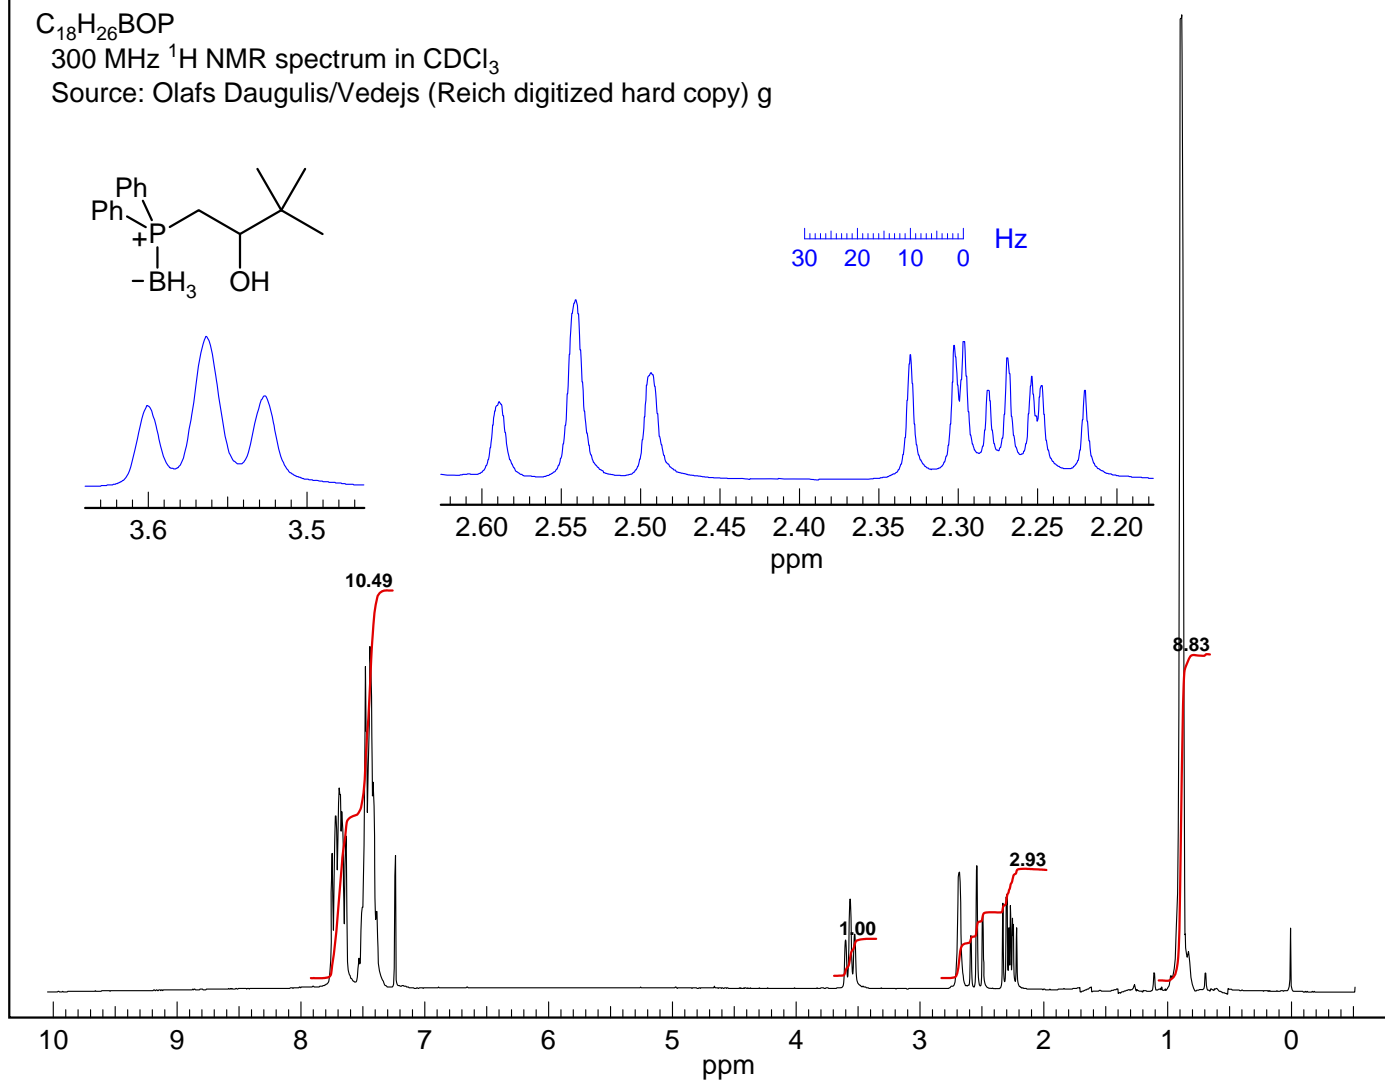 C₁₈H₂₆BOP
300 MHz ¹H NMR spectrum in CDCl₃
Source: Olafs Daugulis/Vedejs (Reich digitized hard copy) g
Ph
Ph
P
+
−BH₃
OH
Hz
30 20 10 0
3.6 3.5
2.60 2.55 2.50 2.45 2.40 2.35 2.30 2.25 2.20
ppm
10.49
8.83
2.93
1.00
10 9 8 7 6 5 4 3 2 1 0
ppm